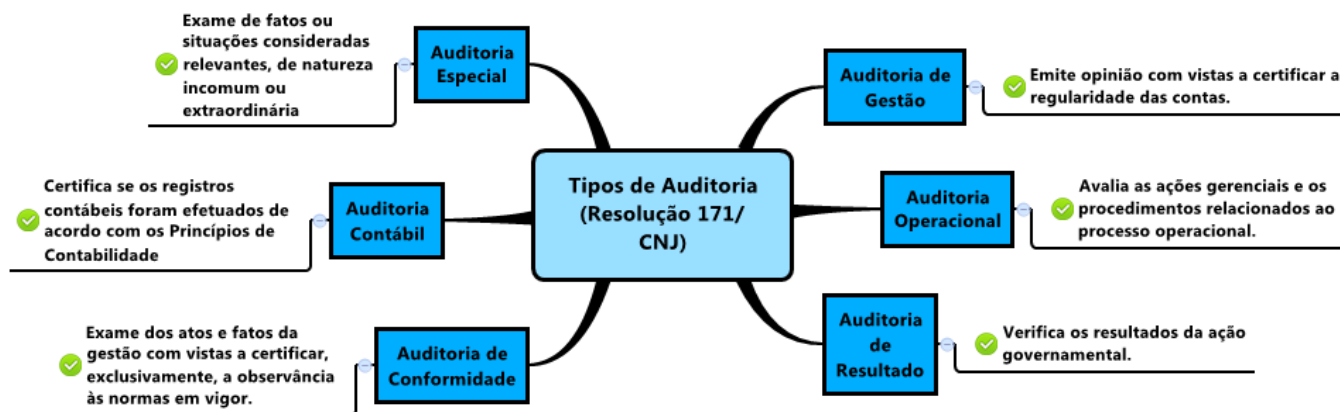 Tipos de Auditoria
(Resolução 171/
CNJ)
Auditoria de
Gestão
Emite opinião com vistas a certificar a
regularidade das contas.
Auditoria
Operacional
Avalia as ações gerenciais e os
procedimentos relacionados ao
processo operacional.
Auditoria
de
Resultado
Verifica os resultados da ação
governamental.
Auditoria de
Conformidade
Exame dos atos e fatos da
gestão com vistas a certificar,
exclusivamente, a observância
às normas em vigor.
Auditoria
Contábil
Certifica se os registros
contábeis foram efetuados de
acordo com os Princípios de
Contabilidade
Auditoria
Especial
Exame de fatos ou
situações consideradas
relevantes, de natureza
incomum ou
extraordinária